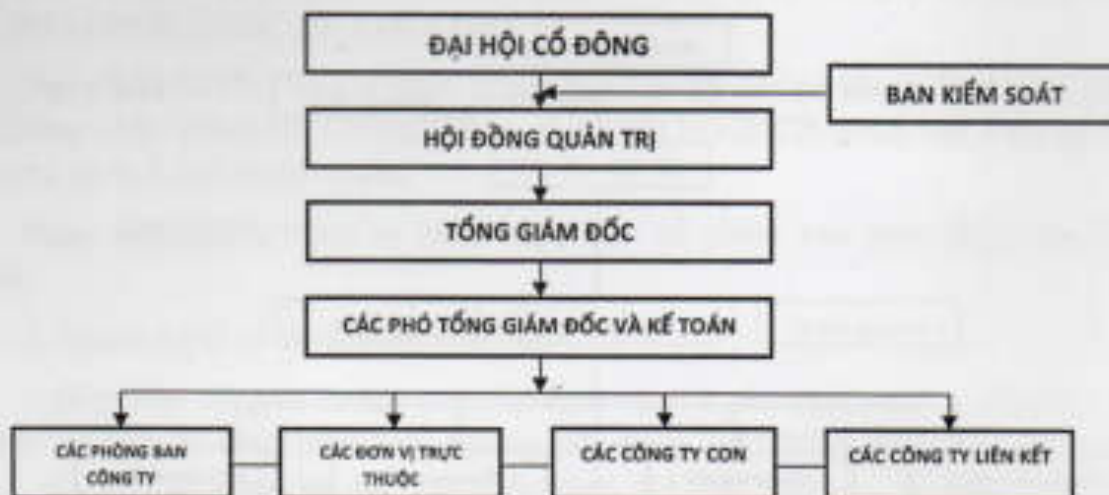 ĐẠI HỘI CỔ ĐÔNG
BAN KIỂM SOÁT
HỘI ĐỒNG QUẢN TRỊ
TỔNG GIÁM ĐỐC
CÁC PHÓ TỔNG GIÁM ĐỐC VÀ KẾ TOÁN
CÁC PHÒNG BAN
CÔNG TY
CÁC ĐƠN VỊ TRỰC
THUỘC
CÁC CÔNG TY CON
CÁC CÔNG TY LIÊN KẾT